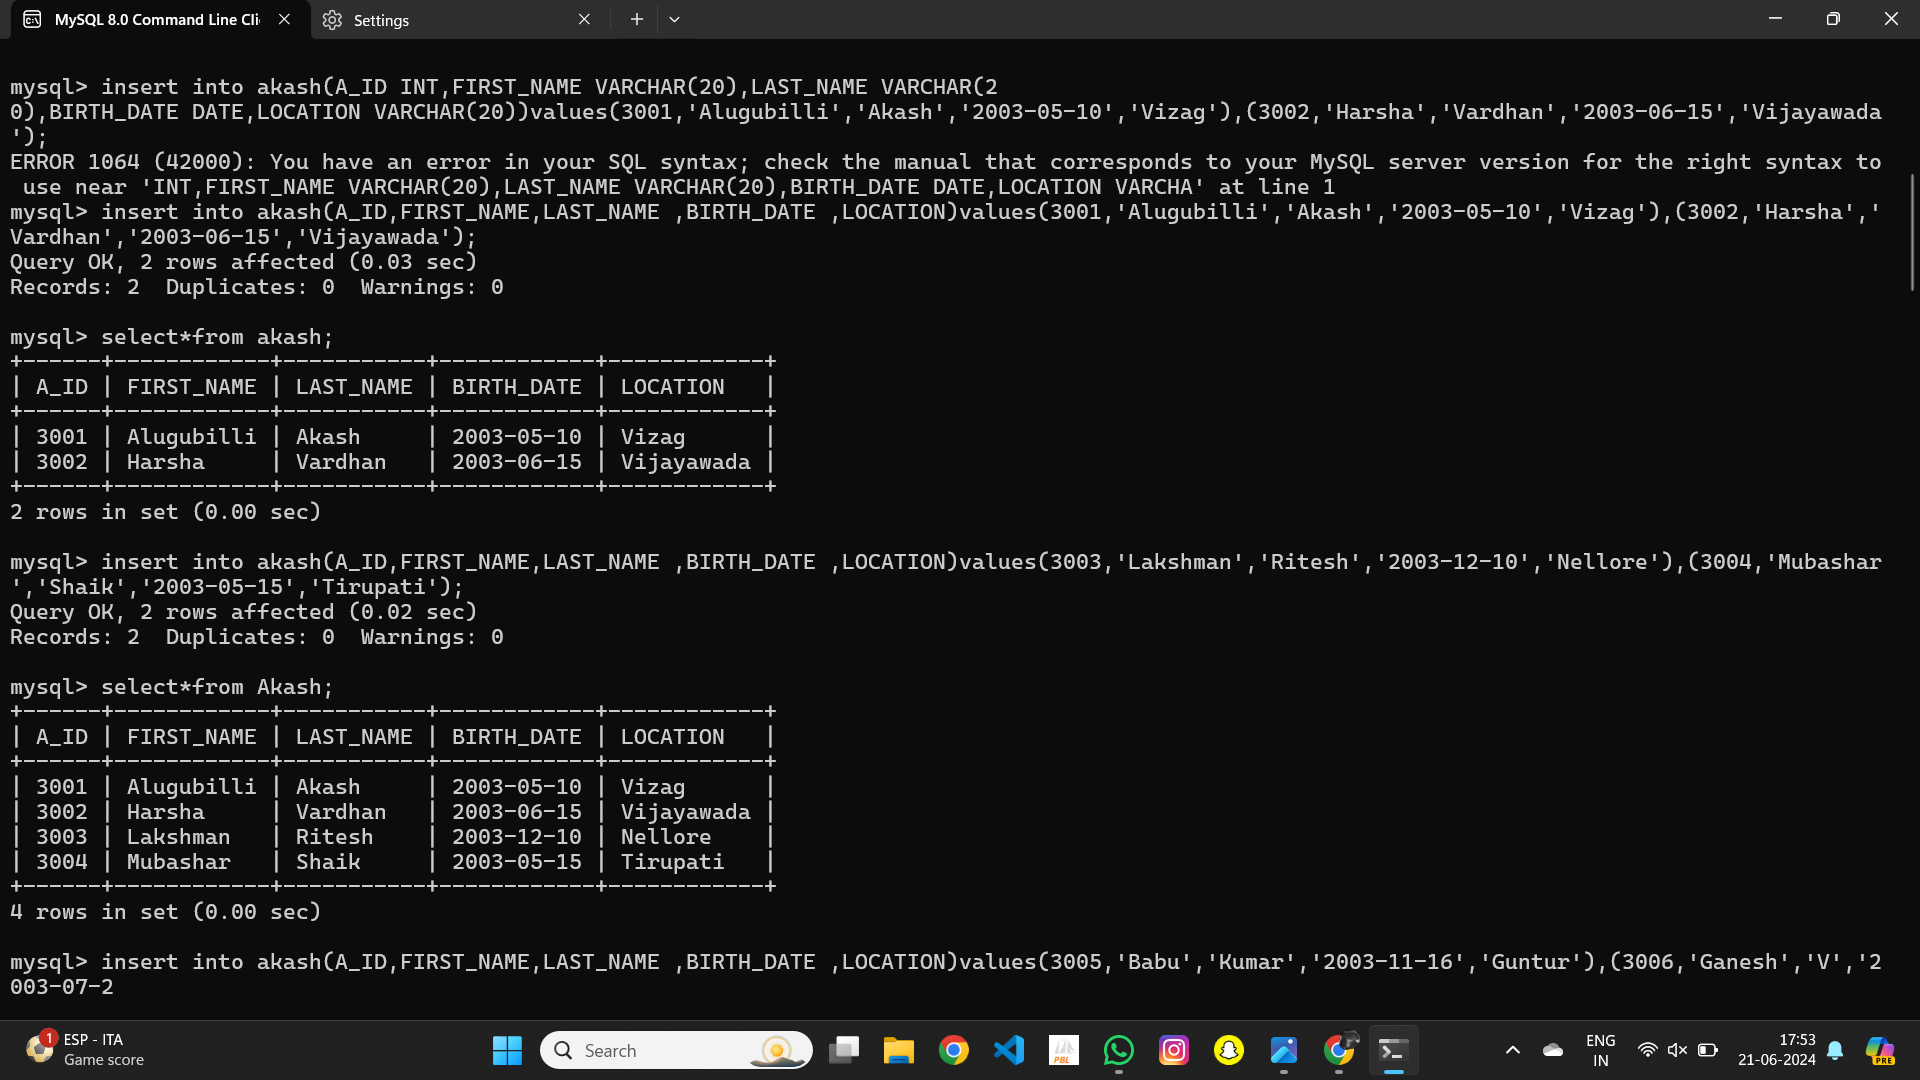 MySQL 8.0 Command Line Cli
Settings
mysql> insert into akash(A_ID INT,FIRST_NAME VARCHAR(20),LAST_NAME VARCHAR(2
0),BIRTH_DATE DATE,LOCATION VARCHAR(20))values(3001,'Alugubilli','Akash','2003-05-10','Vizag'),(3002,'Harsha','Vardhan','2003-06-15','Vijayawada
');
ERROR 1064 (42000): You have an error in your SQL syntax; check the manual that corresponds to your MySQL server version for the right syntax to
 use near 'INT,FIRST_NAME VARCHAR(20),LAST_NAME VARCHAR(20),BIRTH_DATE DATE,LOCATION VARCHA' at line 1
mysql> insert into akash(A_ID,FIRST_NAME,LAST_NAME ,BIRTH_DATE ,LOCATION)values(3001,'Alugubilli','Akash','2003-05-10','Vizag'),(3002,'Harsha','
Vardhan','2003-06-15','Vijayawada');
Query OK, 2 rows affected (0.03 sec)
Records: 2  Duplicates: 0  Warnings: 0
mysql> select*from akash;
+------+------------+-----------+------------+------------+
| A_ID | FIRST_NAME | LAST_NAME | BIRTH_DATE | LOCATION   |
+------+------------+-----------+------------+------------+
| 3001 | Alugubilli | Akash     | 2003-05-10 | Vizag      |
| 3002 | Harsha     | Vardhan   | 2003-06-15 | Vijayawada |
+------+------------+-----------+------------+------------+
2 rows in set (0.00 sec)
mysql> insert into akash(A_ID,FIRST_NAME,LAST_NAME ,BIRTH_DATE ,LOCATION)values(3003,'Lakshman','Ritesh','2003-12-10','Nellore'),(3004,'Mubashar
','Shaik','2003-05-15','Tirupati');
Query OK, 2 rows affected (0.02 sec)
Records: 2  Duplicates: 0  Warnings: 0
mysql> select*from Akash;
+------+------------+-----------+------------+------------+
| A_ID | FIRST_NAME | LAST_NAME | BIRTH_DATE | LOCATION   |
+------+------------+-----------+------------+------------+
| 3001 | Alugubilli | Akash     | 2003-05-10 | Vizag      |
| 3002 | Harsha     | Vardhan   | 2003-06-15 | Vijayawada |
| 3003 | Lakshman   | Ritesh    | 2003-12-10 | Nellore    |
| 3004 | Mubashar   | Shaik     | 2003-05-15 | Tirupati   |
+------+------------+-----------+------------+------------+
4 rows in set (0.00 sec)
mysql> insert into akash(A_ID,FIRST_NAME,LAST_NAME ,BIRTH_DATE ,LOCATION)values(3005,'Babu','Kumar','2003-11-16','Guntur'),(3006,'Ganesh','V','2
003-07-2
1
ESP - ITA
Game score
Search
PBL
ENG
IN
17:53
21-06-2024
PRE